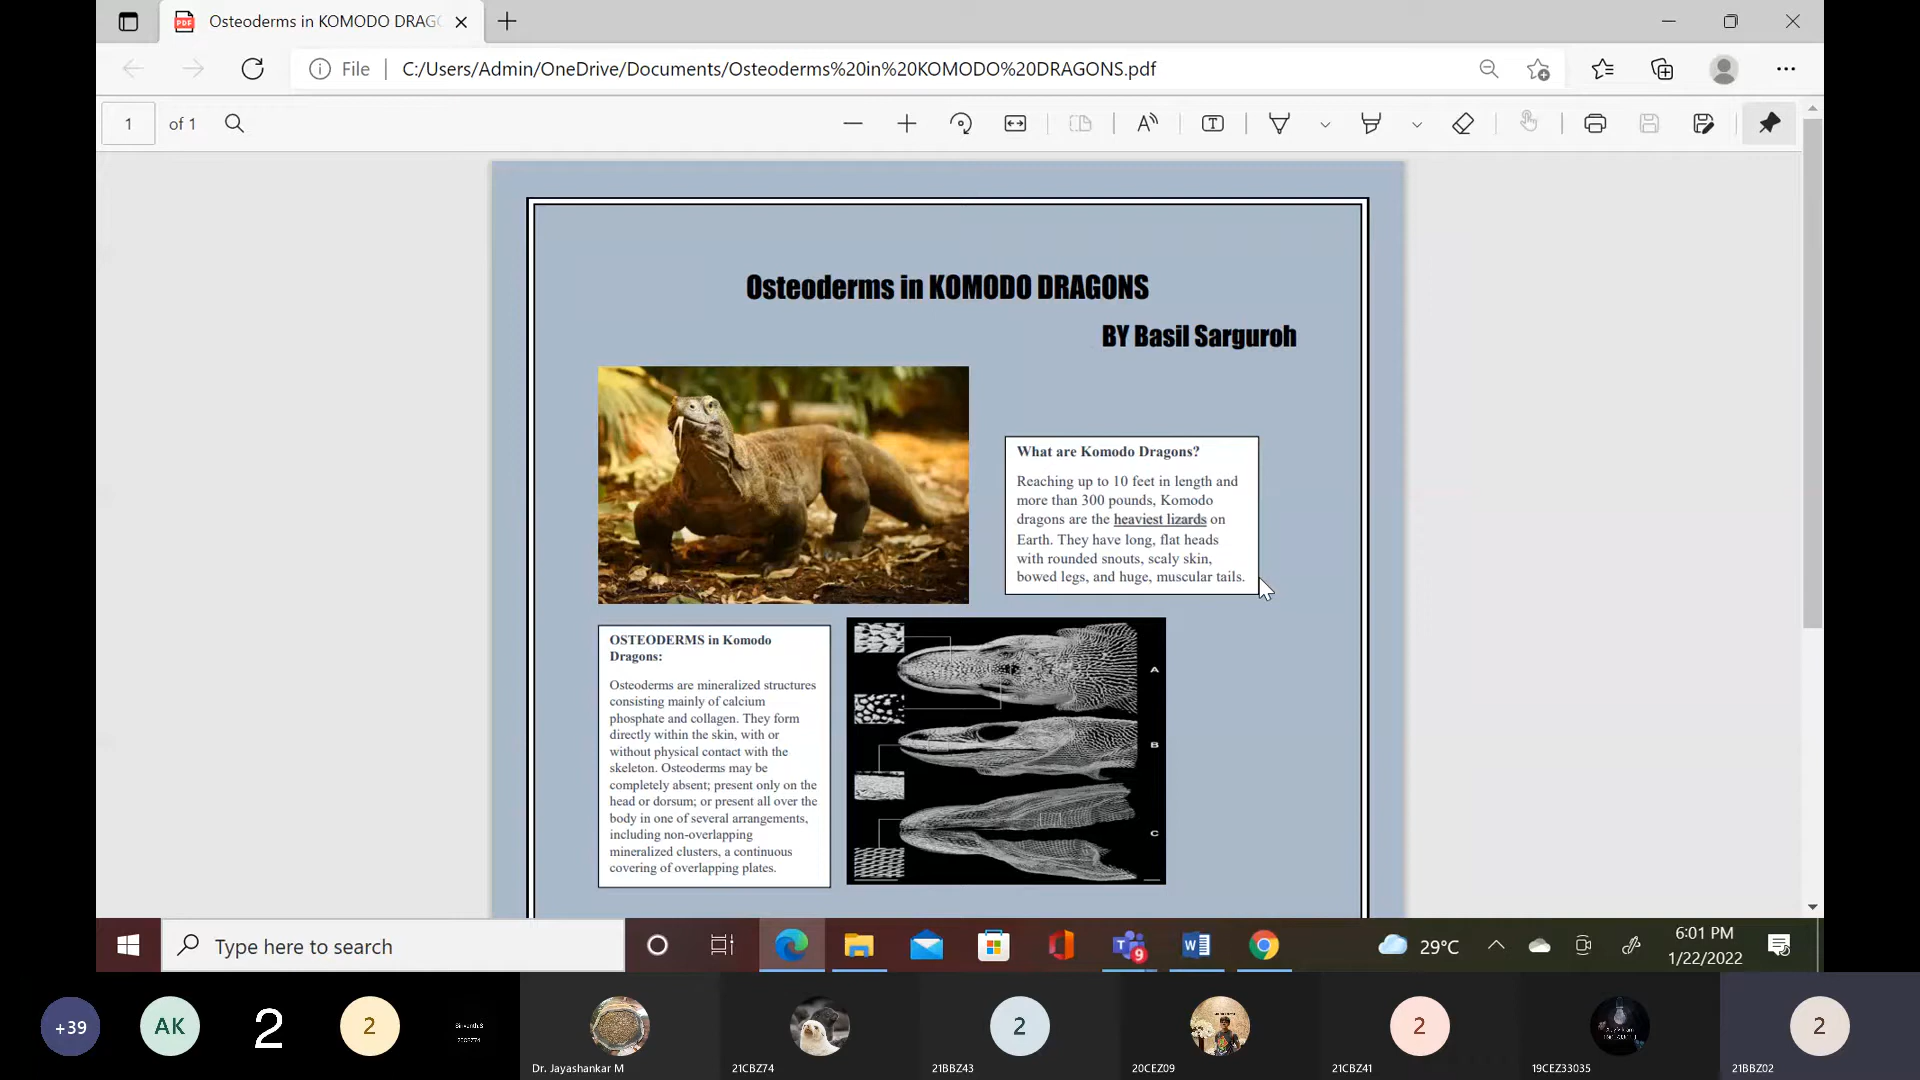 Osteoderms in KOMODO DRAG
File
C:/Users/Admin/OneDrive/Documents/Osteoderms%20in%20KOMODO%20DRAGONS.pdf
1 of 1
Osteoderms in KOMODO DRAGONS
BY Basil Sarguroh
What are Komodo Dragons?
Reaching up to 10 feet in length and
more than 300 pounds, Komodo
dragons are the heaviest lizards on
Earth. They have long, flat heads
with rounded snouts, scaly skin,
bowed legs, and huge, muscular tails.
OSTEODERMS in Komodo
Dragons:
Osteoderms are mineralized structures
consisting mainly of calcium
phosphate and collagen. They form
directly within the skin, with or
without physical contact with the
skeleton. Osteoderms may be
completely absent; present only on the
head or dorsum; or present all over the
body in one of several arrangements,
including non-overlapping
mineralized clusters, a continuous
covering of overlapping plates.
A
B
C
Type here to search
9
29°C
6:01 PM
1/22/2022
+39
AK
2
2
2
2
2
Dr. Jayashankar M
21CBZ74
21BBZ43
20CEZ09
21CBZ41
19CEZ33035
21BBZ02